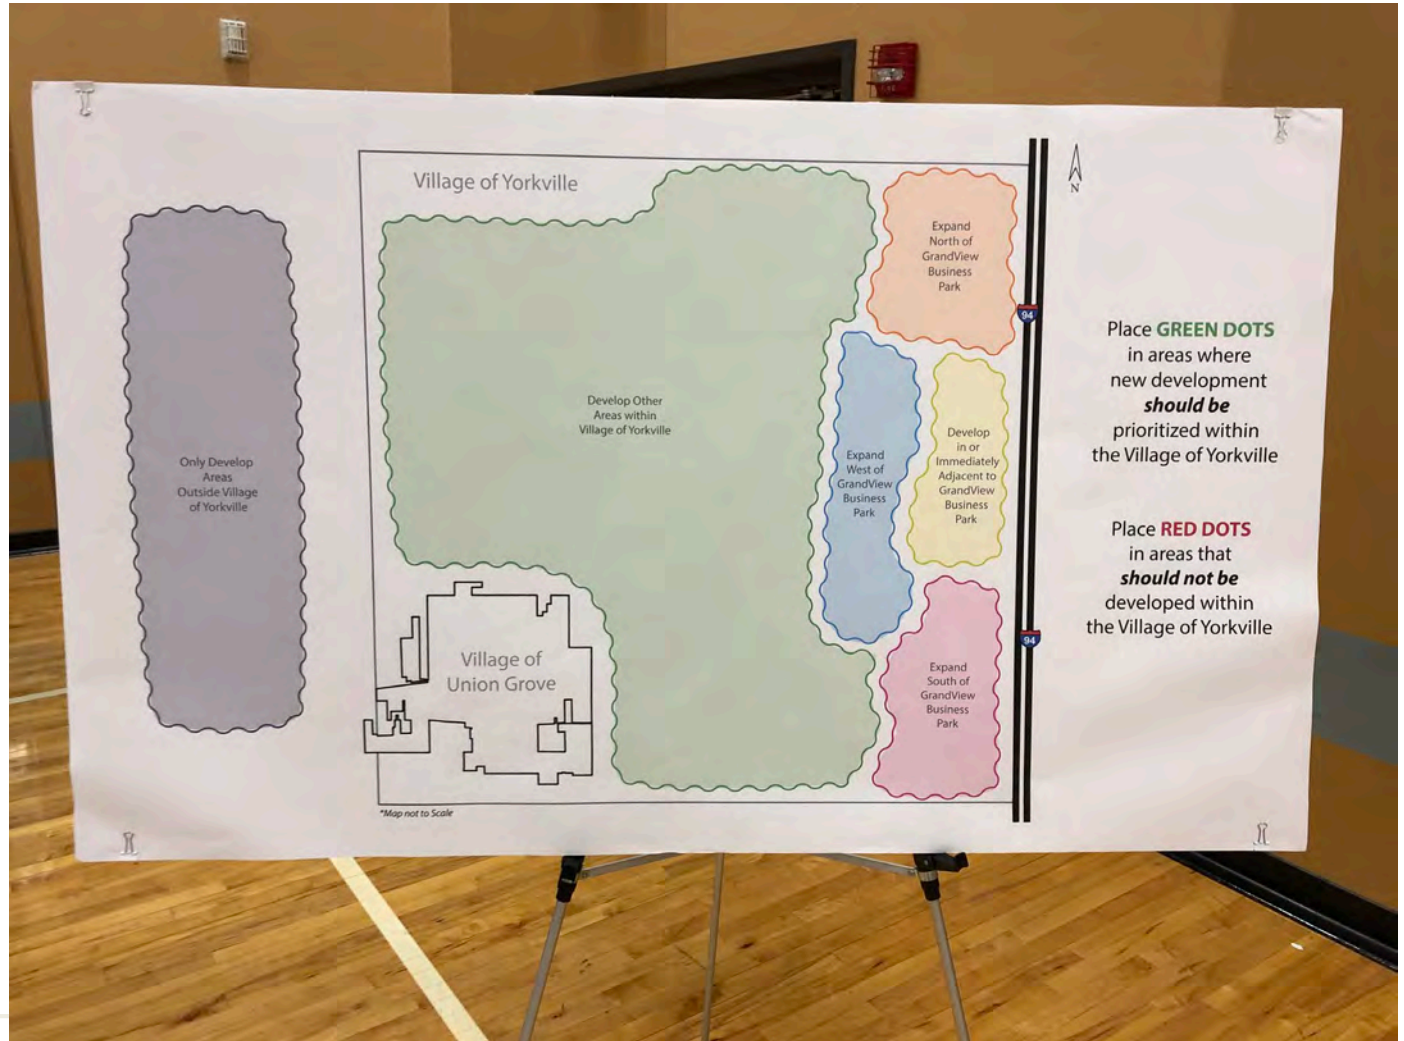 Village of Yorkville
N
Expand
North of
GrandView
Business
Park
94
Place GREEN DOTS
in areas where
new development
should be
prioritized within
the Village of Yorkville
Develop Other
Areas within
Village of Yorkville
Only Develop
Areas
Outside Village
of Yorkville
Expand
West of
GrandView
Business
Park
Develop
in or
Immediately
Adjacent to
GrandView
Business
Park
Place RED DOTS
in areas that
should not be
developed within
the Village of Yorkville
94
Village of
Union Grove
Expand
South of
GrandView
Business
Park
*Map not to Scale